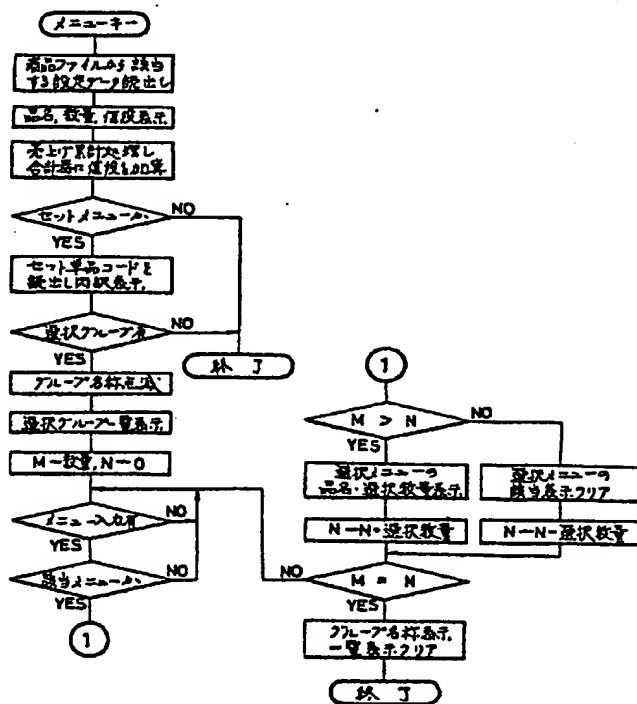 メニューキー
商品ファイルから該当
する設定データ読出し
品名,数量,値段表示
売上げ累計処理し
合計器に値段を加算
セットメニューか
NO
YES
セット単品コードを
読出し内訳表示
選択グループ有
NO
YES
終了
グループ名称点滅
選択グループ一覧表示
M←数量,N←0
メニュー入力有
NO
YES
該当メニューか
NO
YES
1
1
M > N
NO
YES
選択メニューの
品名・選択数量表示
選択メニューの
該当表示クリア
N←N+選択数量
N←N-選択数量
M = N
NO
YES
グループ名称表示
一覧表示クリア
終了